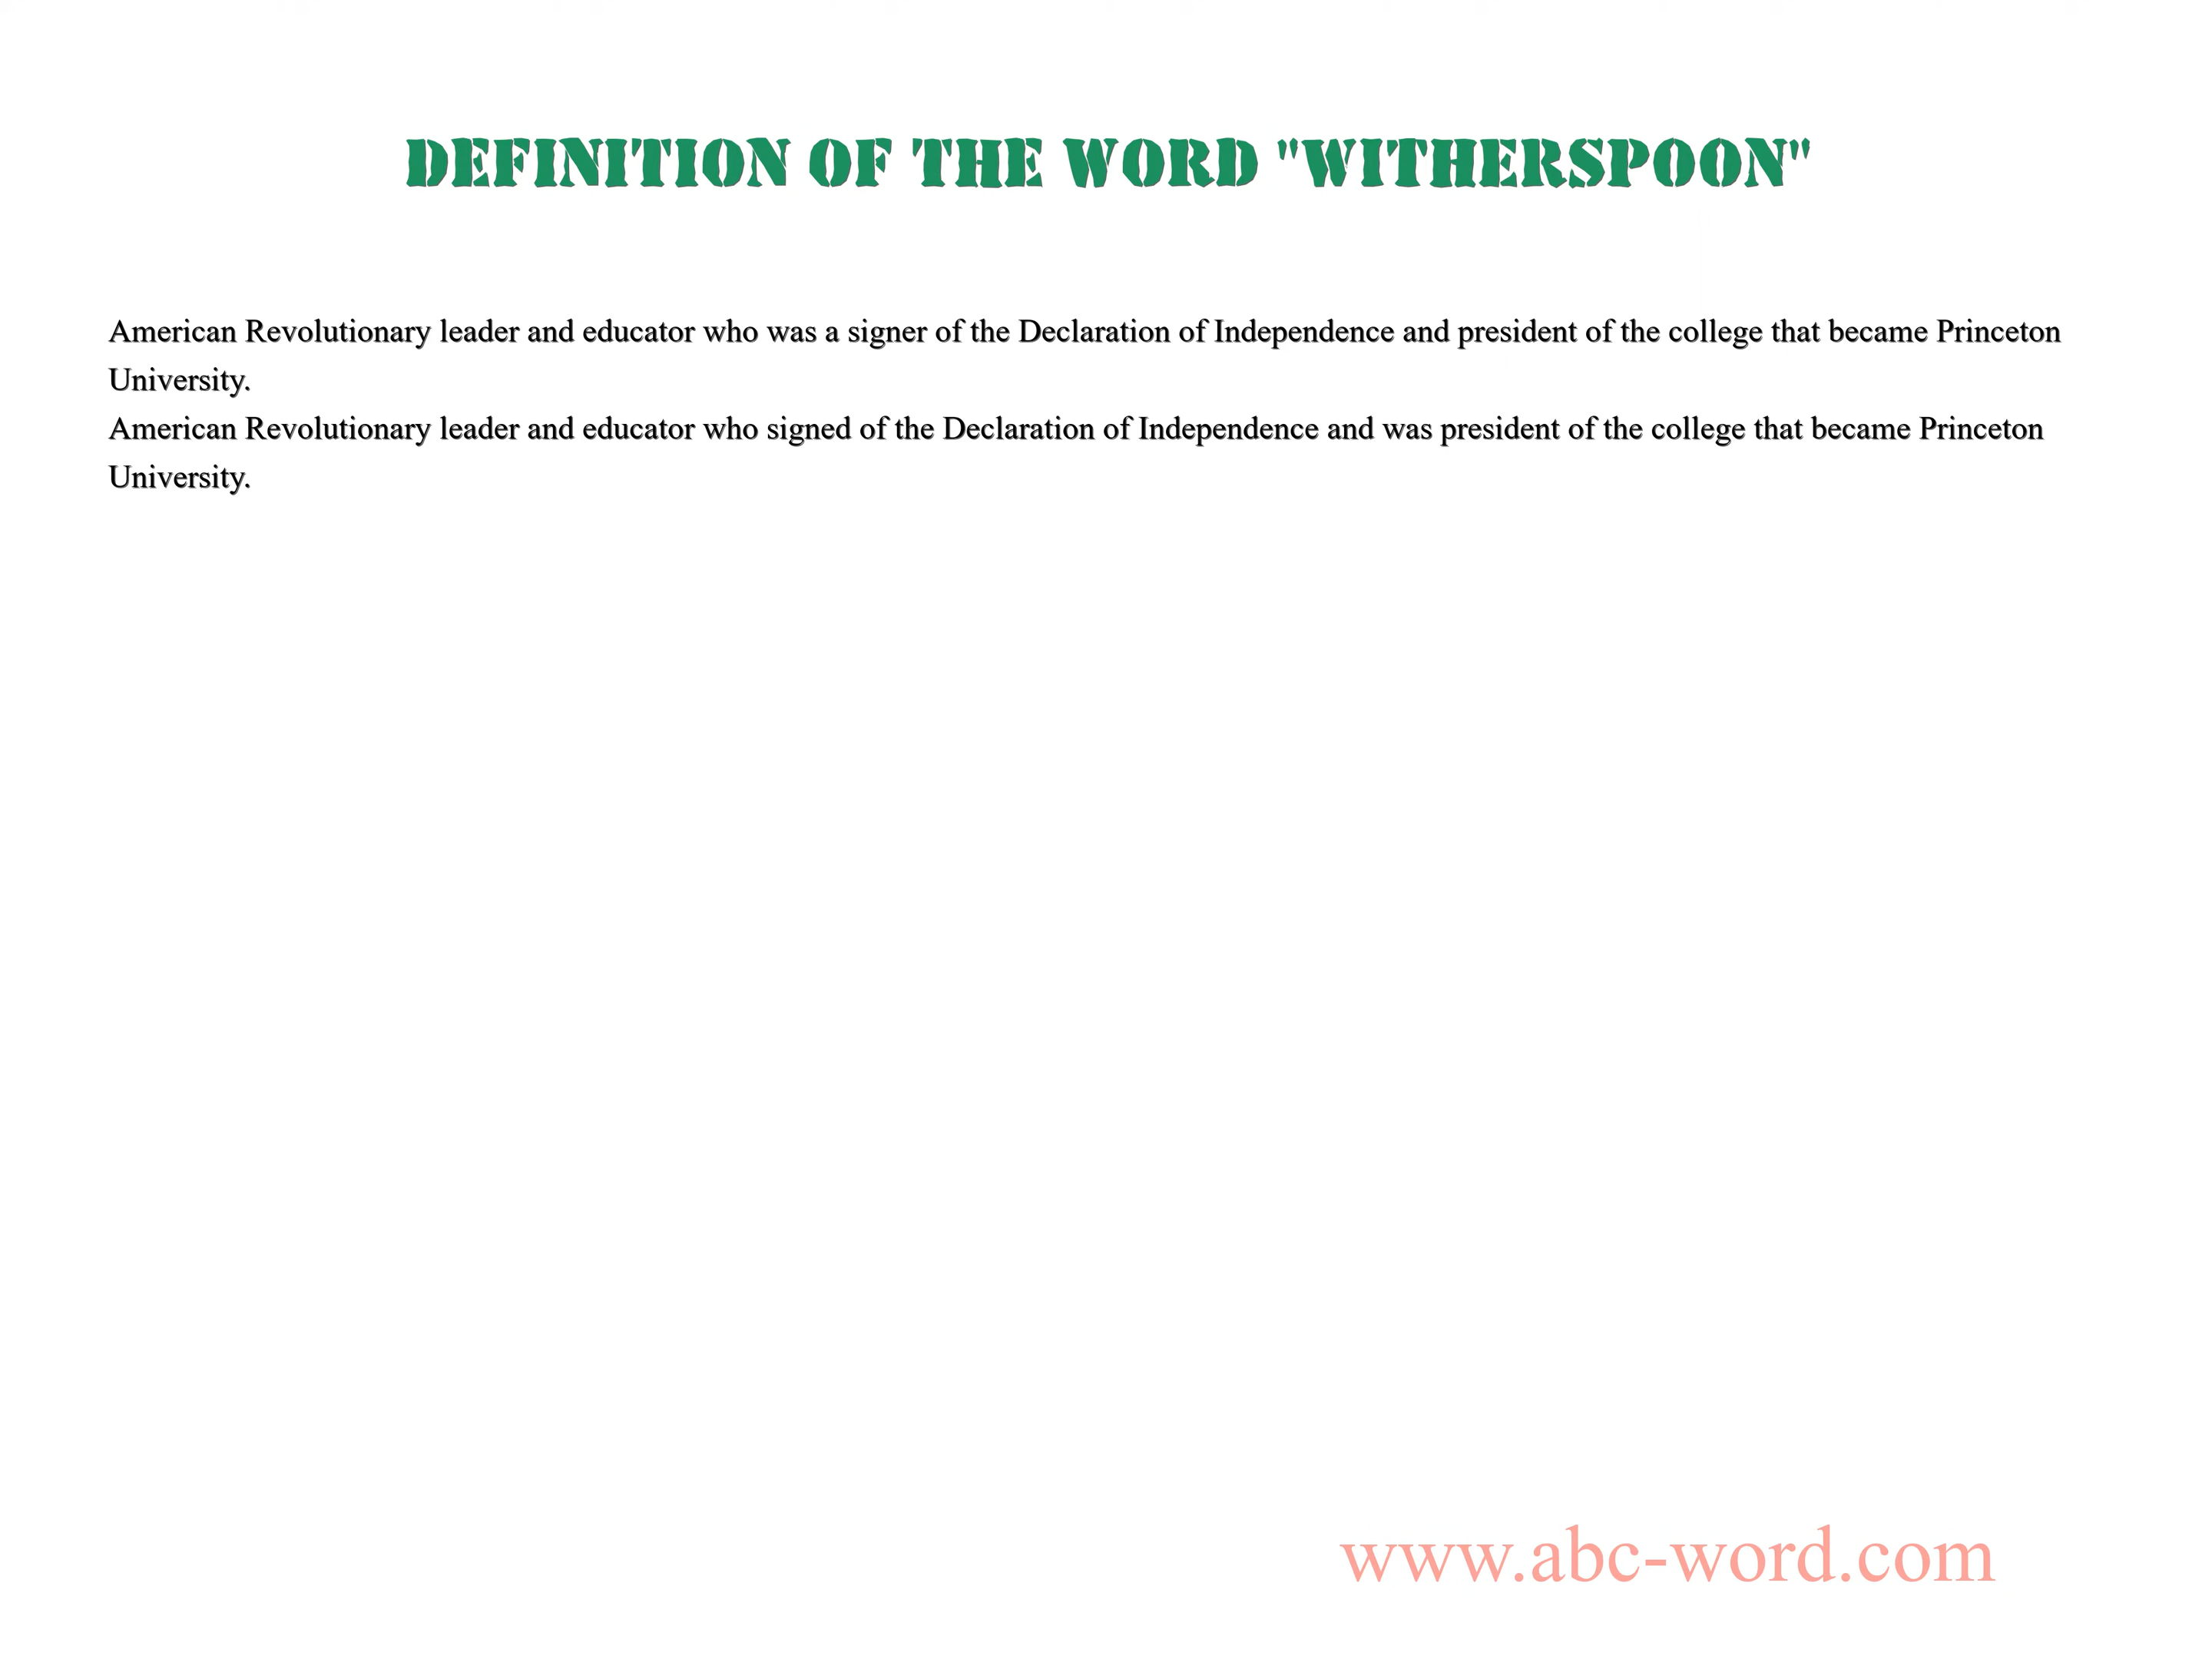 DEFINITION OF THE WORD "WITHERSPOON"
American Revolutionary leader and educator who was a signer of the Declaration of Independence and president of the college that became Princeton
University.
American Revolutionary leader and educator who signed of the Declaration of Independence and was president of the college that became Princeton
University.
www.abc-word.com